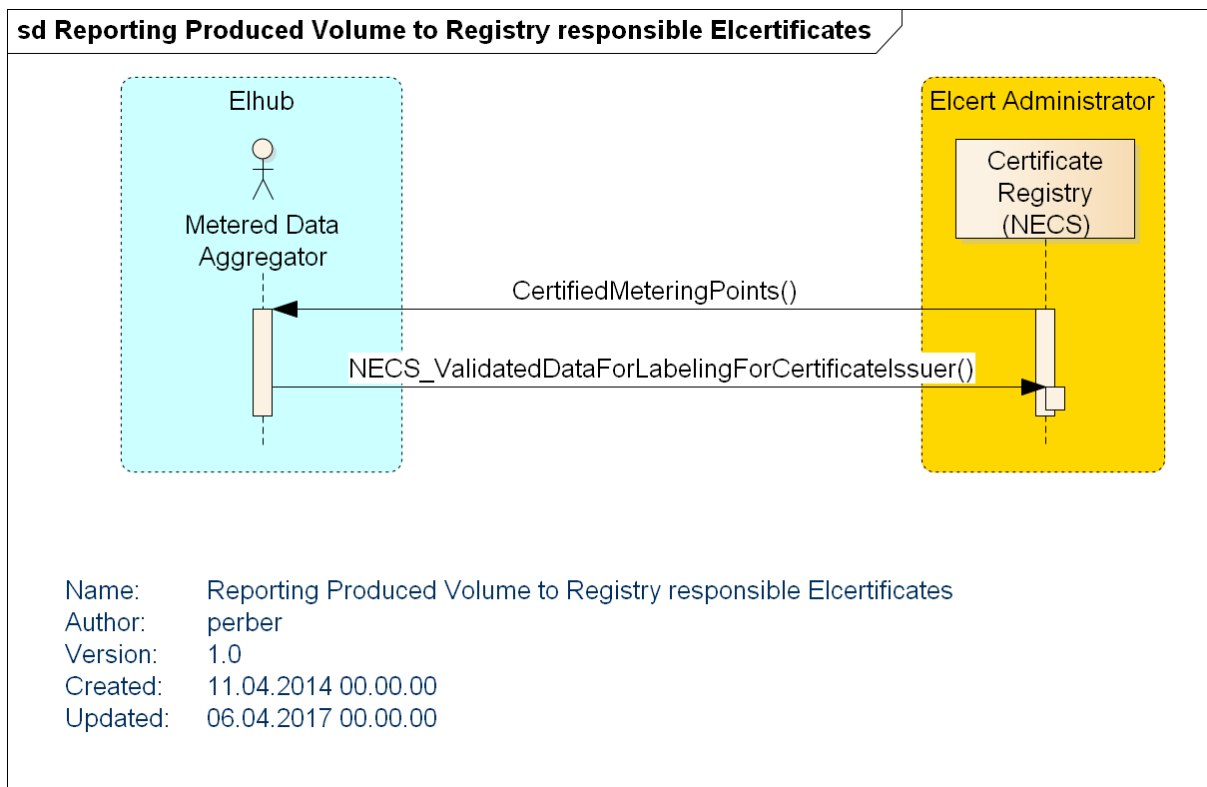 sd Reporting Produced Volume to Registry responsible Elcertificates
Elhub
Elcert Administrator
Metered Data
Aggregator
Certificate
Registry
(NECS)
CertifiedMeteringPoints()
NECS_ValidatedDataForLabelingForCertificateIssuer()
Name: Reporting Produced Volume to Registry responsible Elcertificates
Author: perber
Version: 1.0
Created: 11.04.2014 00.00.00
Updated: 06.04.2017 00.00.00